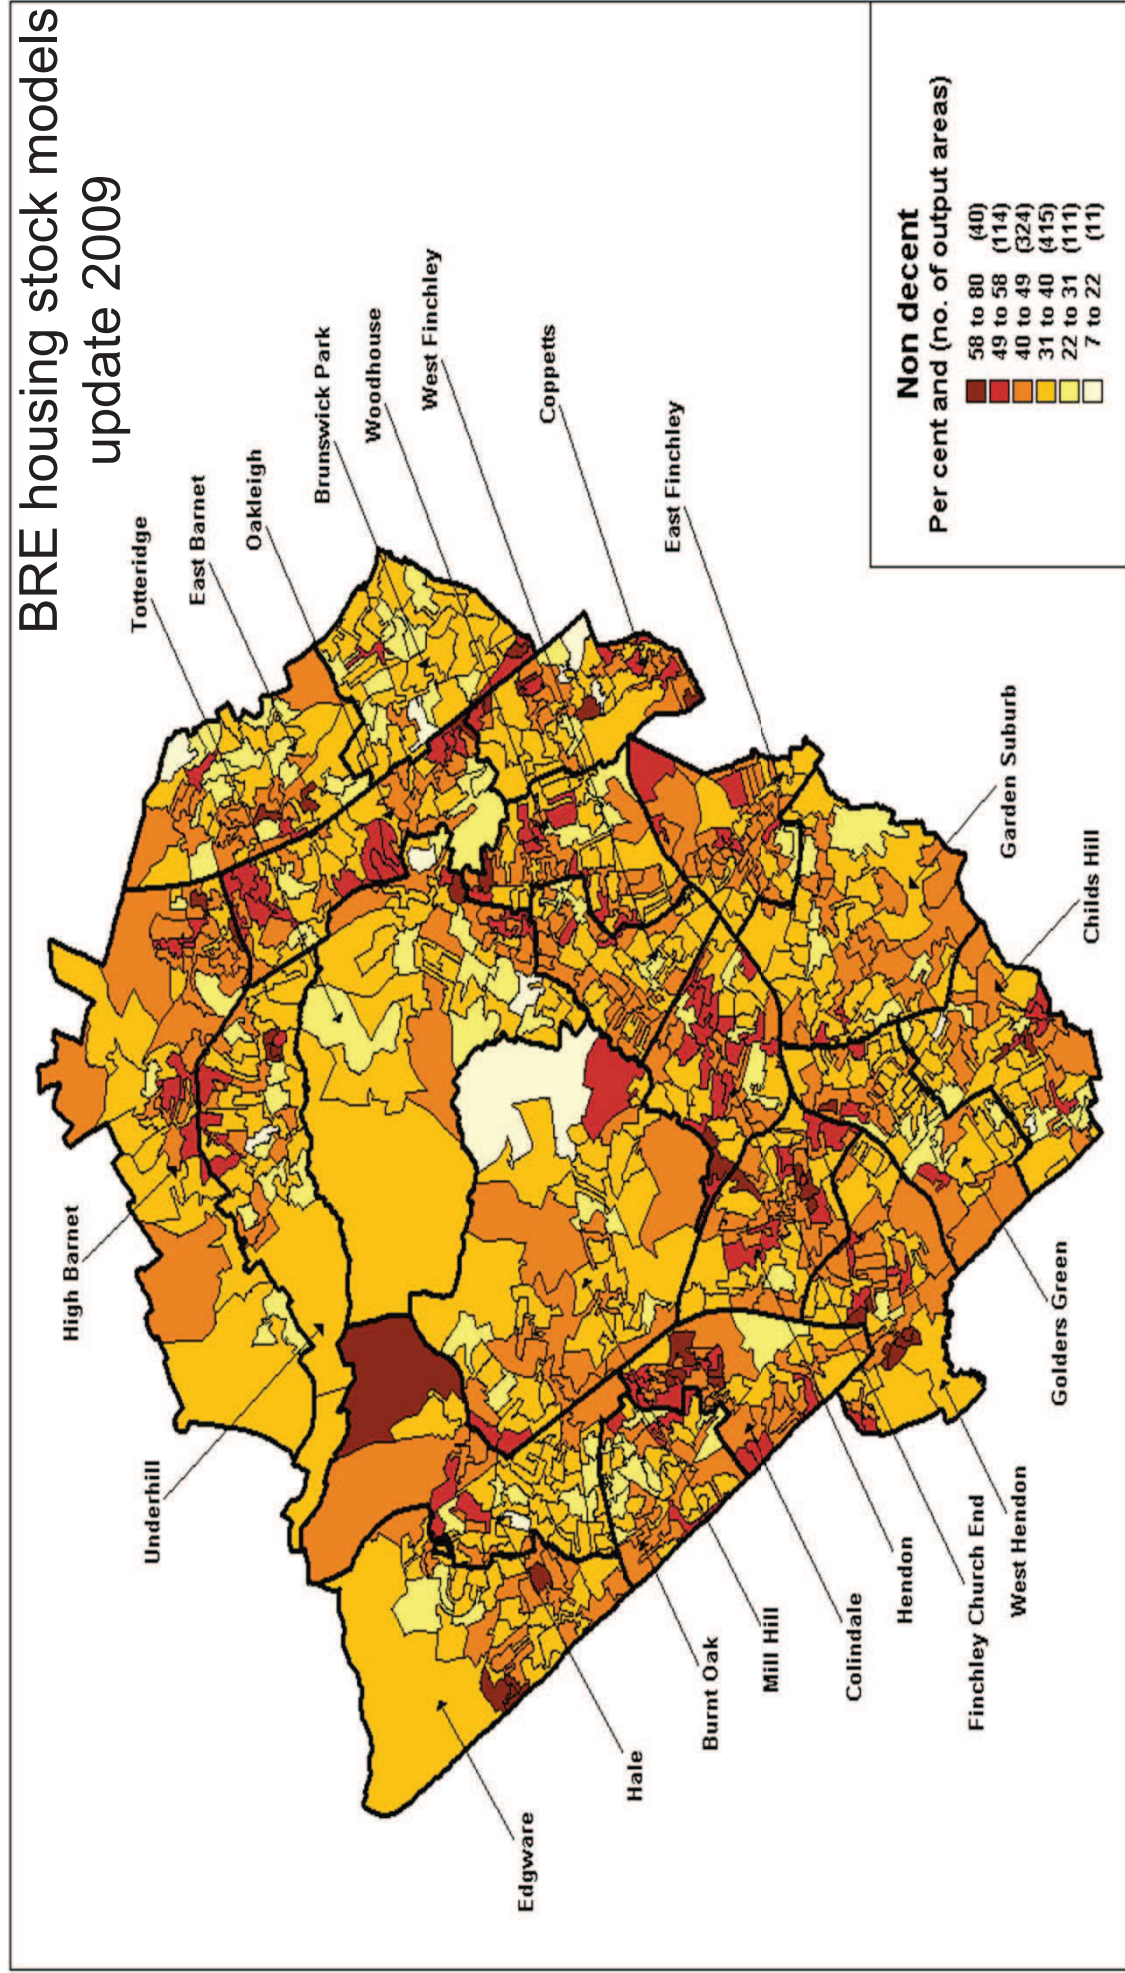 BRE housing stock models
update 2009
Totteridge
East Barnet
Oakleigh
Brunswick Park
Woodhouse
West Finchley
Coppetts
East Finchley
Garden Suburb
Childs Hill
High Barnet
Underhill
Edgware
Hale
Burnt Oak
Mill Hill
Colindale
Hendon
Finchley Church End
West Hendon
Golders Green
Non decent
Per cent and (no. of output areas)
58 to 80 (40)
49 to 58 (114)
40 to 49 (324)
31 to 40 (415)
22 to 31 (111)
7 to 22 (11)